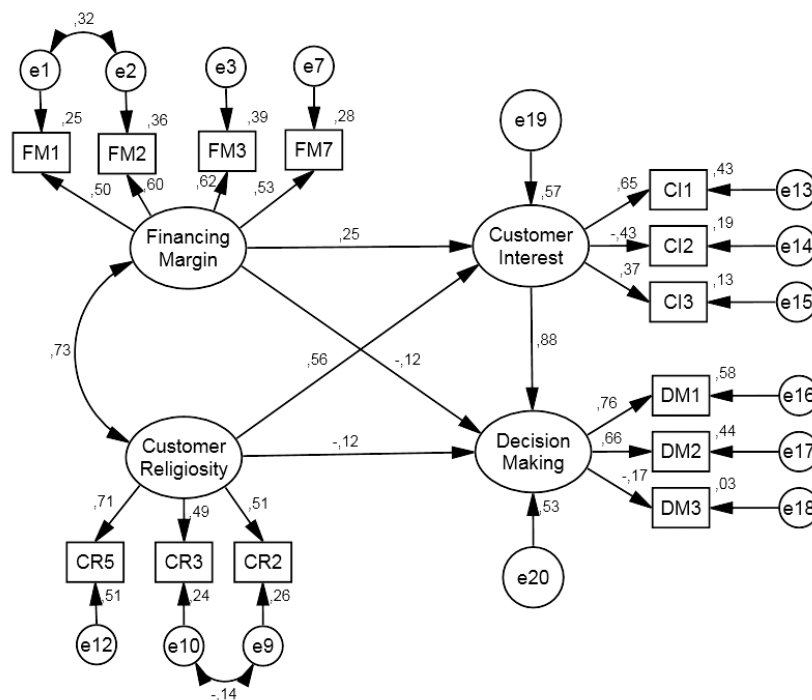 ,32
e1
e2
e3
e7
,25
,36
,39
,28
FM1
FM2
FM3
FM7
,50
,60
,62
,53
Financing
Margin
e19
,57
Customer
Interest
,25
,65
-,43
,37
CI1
CI2
CI3
,43
,19
,13
e13
e14
e15
,73
,56
-,12
,88
Customer
Religiosity
-,12
Decision
Making
,53
e20
,76
,66
-,17
DM1
DM2
DM3
,58
,44
,03
e16
e17
e18
,71
,49
,51
CR5
CR3
CR2
,51
,24
,26
e12
e10
e9
-,14